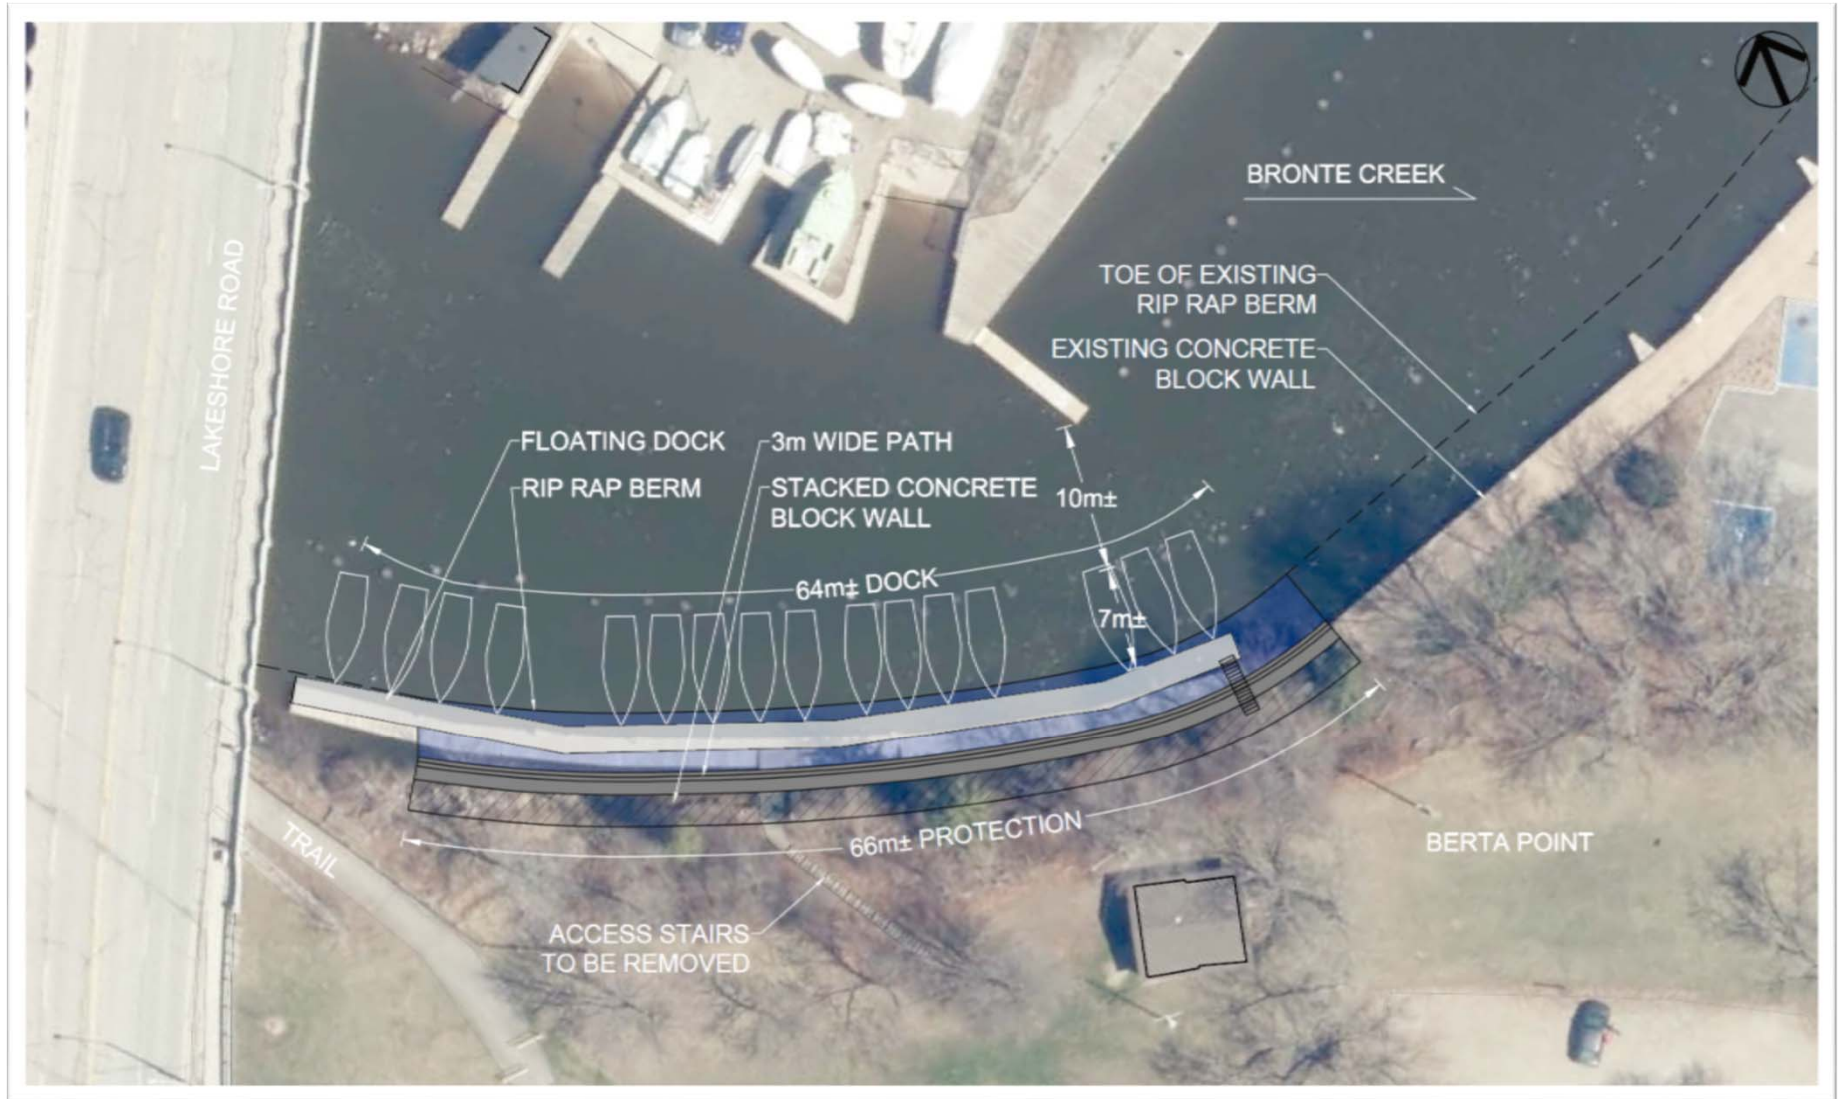 BRONTE CREEK
TOE OF EXISTING
RIP RAP BERM
EXISTING CONCRETE
BLOCK WALL
LAKESHORE ROAD
FLOATING DOCK
RIP RAP BERM
3m WIDE PATH
STACKED CONCRETE
BLOCK WALL
10m±
64m± DOCK
7m±
66m± PROTECTION
TRAIL
BERTA POINT
ACCESS STAIRS
TO BE REMOVED